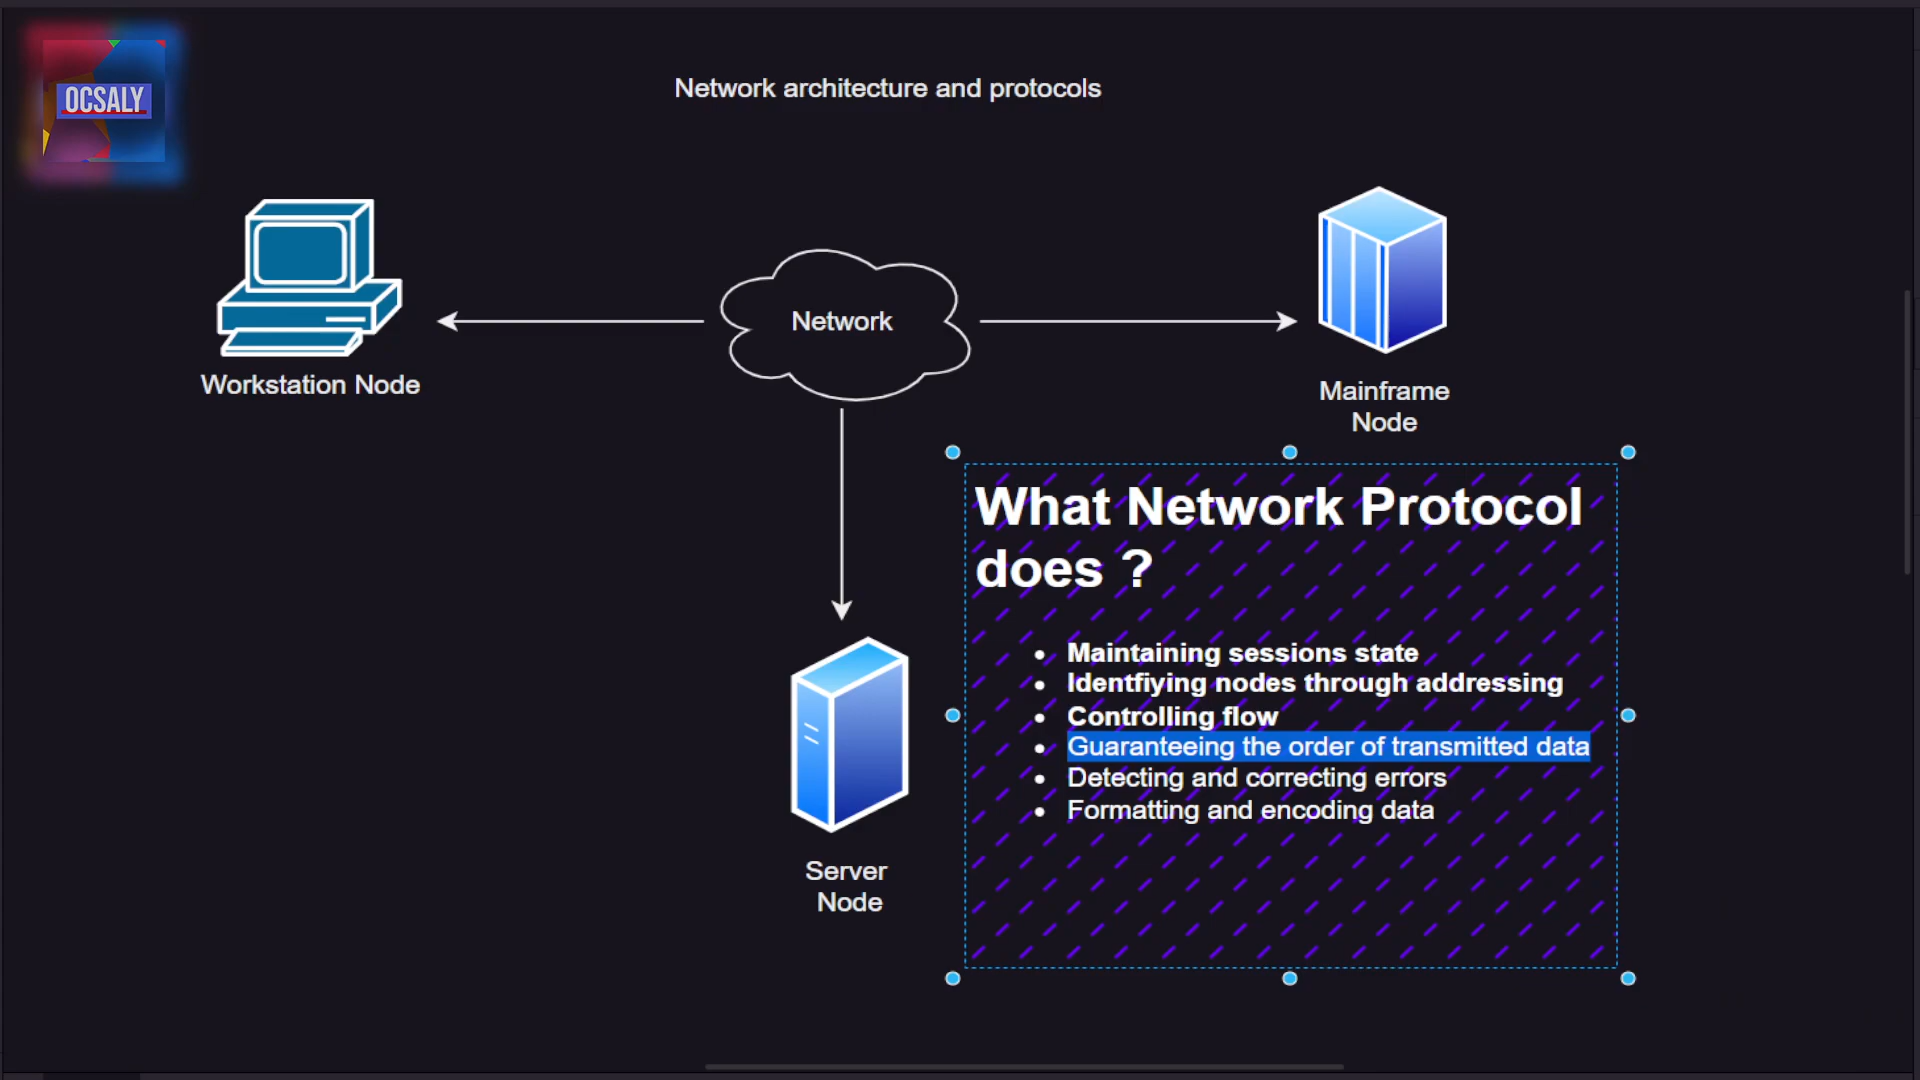 OCSALY
Network architecture and protocols
Network
Workstation Node
Mainframe
Node
What Network Protocol
does ?
Maintaining sessions state
Identfiying nodes through addressing
Controlling flow
Guaranteeing the order of transmitted data
Detecting and correcting errors
Formatting and encoding data
Server
Node